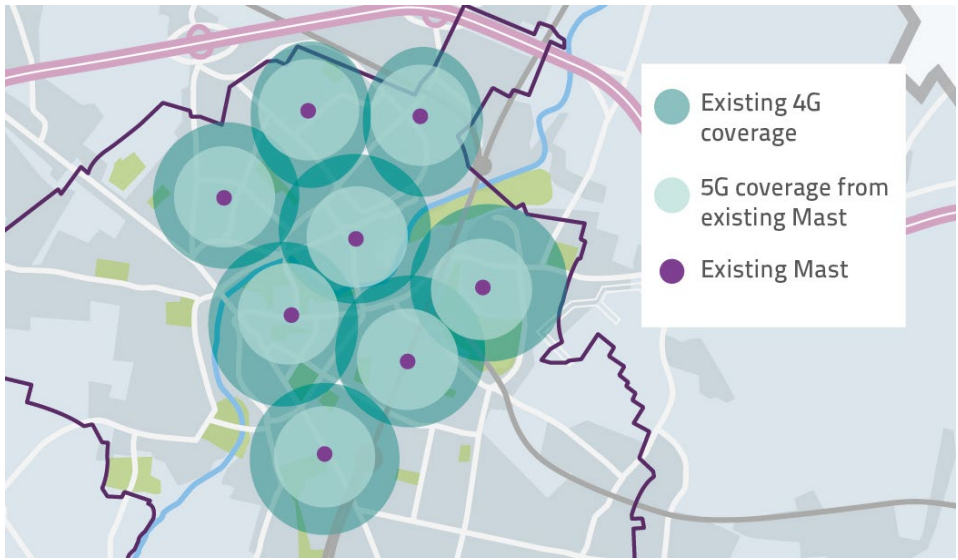 Existing 4G
coverage
5G coverage from
existing Mast
Existing Mast